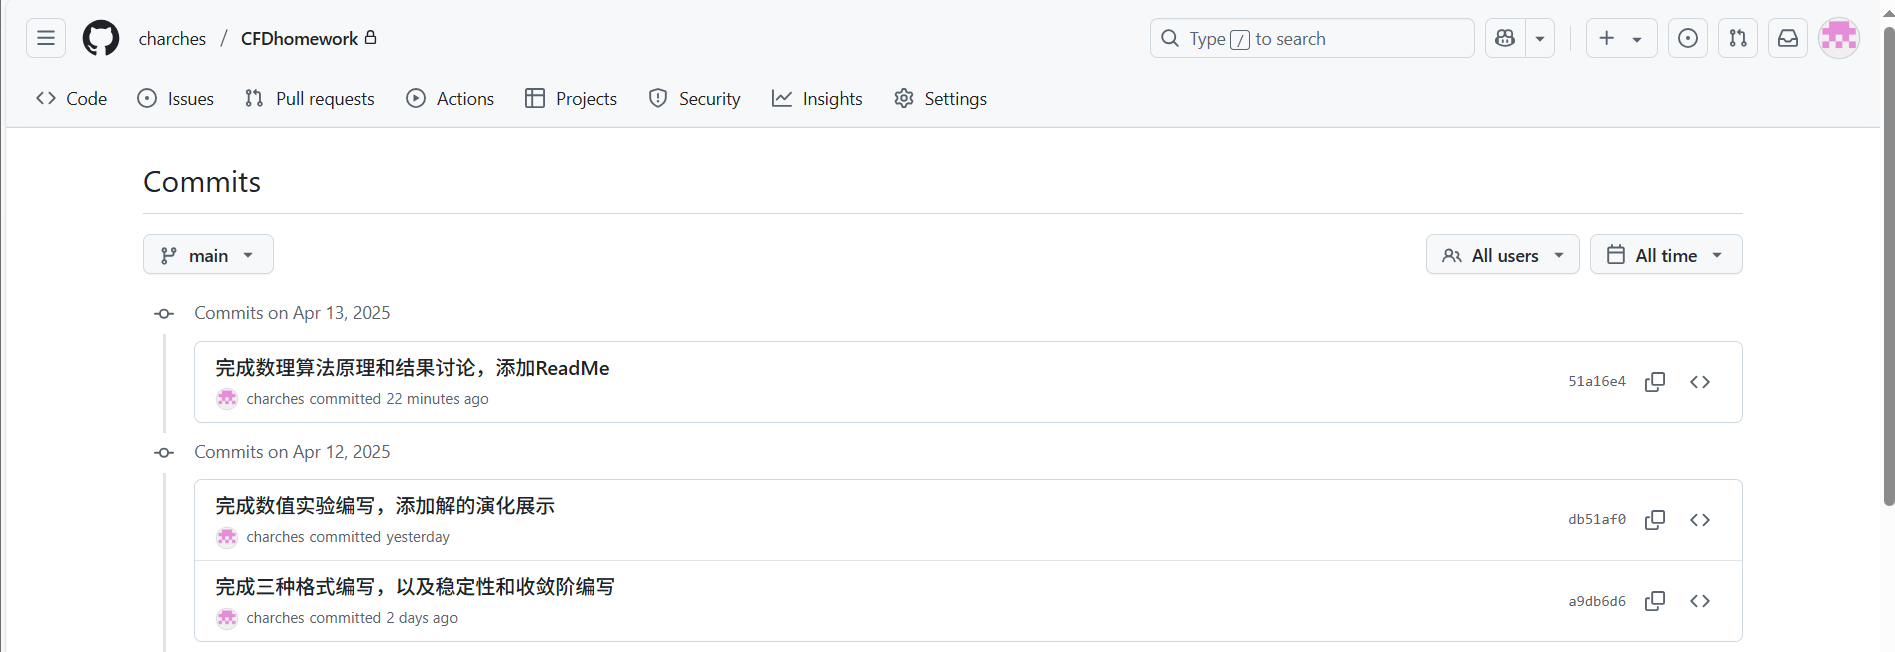 charches / CFDhomework
Type / to search
Code Issues Pull requests Actions Projects Security Insights Settings
Commits
main All users All time
Commits on Apr 13, 2025
完成数理算法原理和结果讨论，添加ReadMe
51a16e4
charches committed 22 minutes ago
Commits on Apr 12, 2025
完成数值实验编写，添加解的演化展示
db51af0
charches committed yesterday
完成三种格式编写，以及稳定性和收敛阶编写
a9db6d6
charches committed 2 days ago